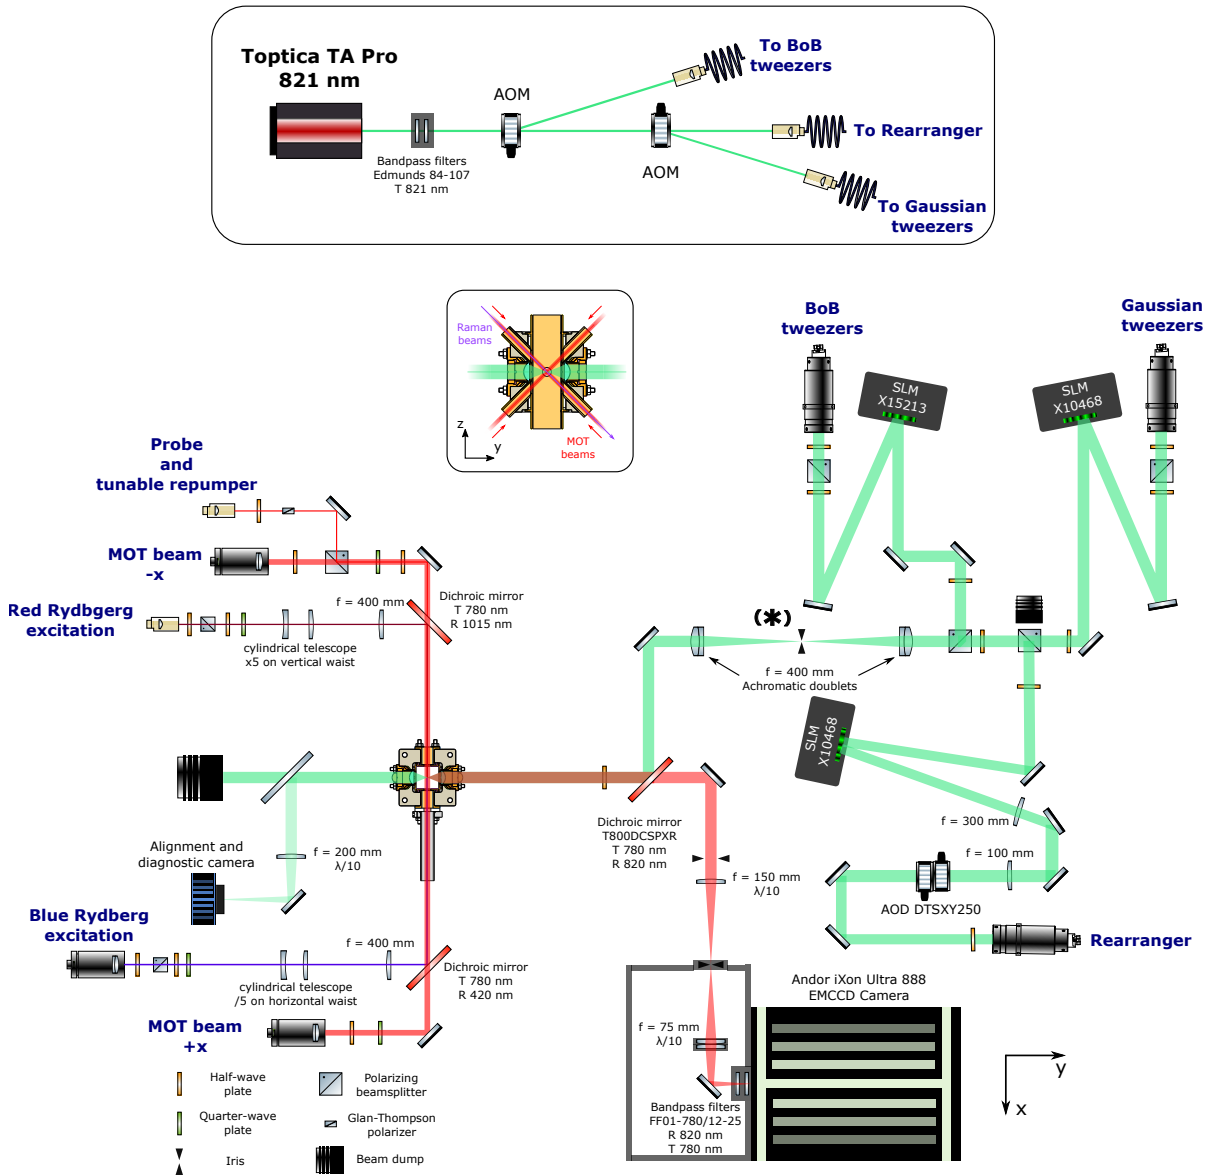 Toptica TA Pro
821 nm
Bandpass filters
Edmunds 84-107
T 821 nm
AOM
AOM
To BoB
tweezers
To Rearranger
To Gaussian
tweezers
Raman
beams
MOT
beams
z
y
BoB
tweezers
Gaussian
tweezers
SLM
X15213
SLM
X10468
Probe
and
tunable repumper
MOT beam
-x
Red Rydbgerg
excitation
f = 400 mm
Dichroic mirror
T 780 nm
R 1015 nm
cylindrical telescope
x5 on vertical waist
(*)
f = 400 mm
Achromatic doublets
SLM
X10468
f = 300 mm
f = 100 mm
AOD DTSXY250
Rearranger
Dichroic mirror
T800DCSPXR
T 780 nm
R 820 nm
f = 150 mm
λ/10
Alignment and
diagnostic camera
f = 200 mm
λ/10
Blue Rydberg
excitation
f = 400 mm
cylindrical telescope
/5 on horizontal waist
Dichroic mirror
T 780 nm
R 420 nm
MOT beam
+x
Andor iXon Ultra 888
EMCCD Camera
f = 75 mm
λ/10
Bandpass filters
FF01-780/12-25
R 820 nm
T 780 nm
y
x
Half-wave
plate
Polarizing
beamsplitter
Quarter-wave
plate
Glan-Thompson
polarizer
Iris
Beam dump